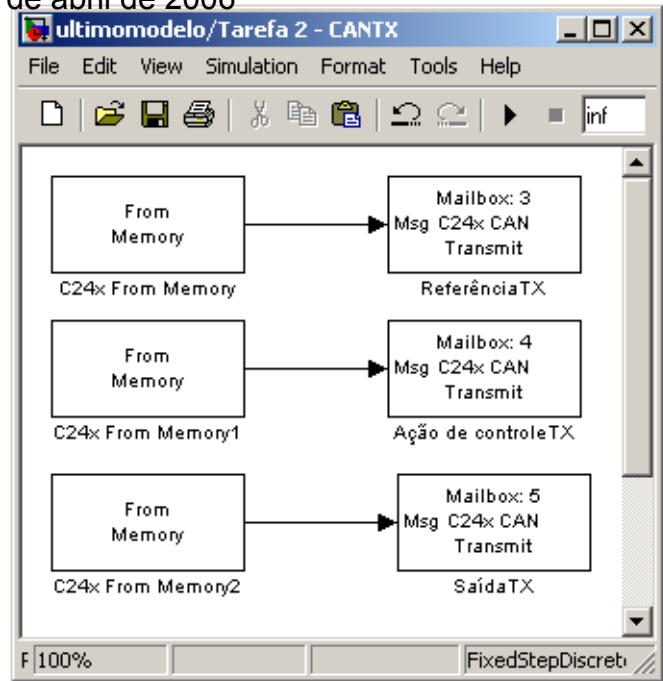 de abril de 2006
ultimomodelo/Tarefa 2 - CANTX
File Edit View Simulation Format Tools Help
inf
From
Memory
C24x From Memory
Mailbox: 3
Msg C24x CAN
Transmit
ReferênciaTX
From
Memory
C24x From Memory1
Mailbox: 4
Msg C24x CAN
Transmit
Ação de controleTX
From
Memory
C24x From Memory2
Mailbox: 5
Msg C24x CAN
Transmit
SaídaTX
F 100% FixedStepDiscret